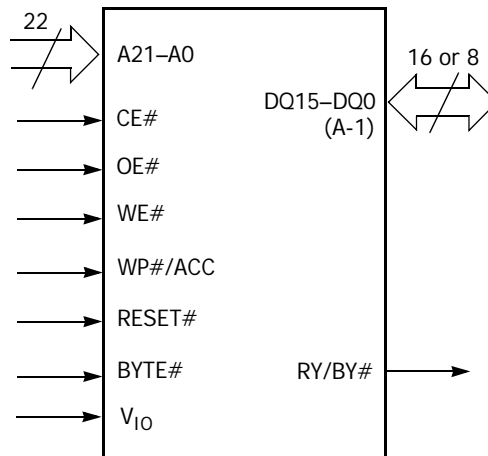 22
A21–A0
16 or 8
DQ15–DQ0
(A-1)
CE#
OE#
WE#
WP#/ACC
RESET#
BYTE#
RY/BY#
VIO